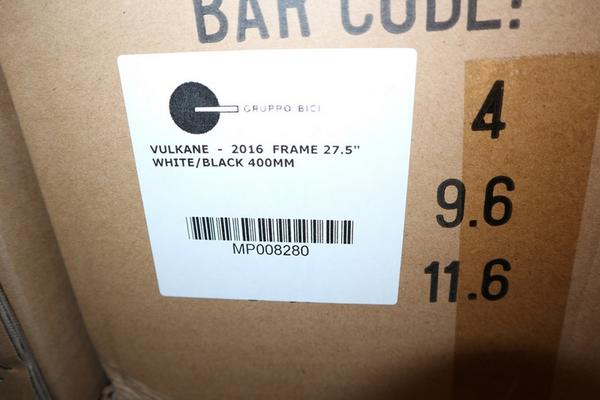 BAR CODE:
GRUPPO BICI
VULKANE - 2016 FRAME 27.5"
WHITE/BLACK 400MM
MP008280
4
9.6
11.6